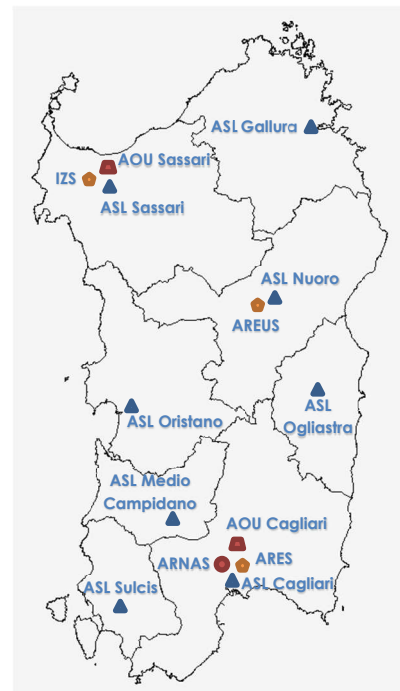 ASL Gallura
AOU Sassari
IZS
ASL Sassari
ASL Nuoro
AREUS
ASL
Ogliastra
ASL Oristano
ASL Medio
Campidano
AOU Cagliari
ARNAS
ARES
ASL Cagliari
ASL Sulcis